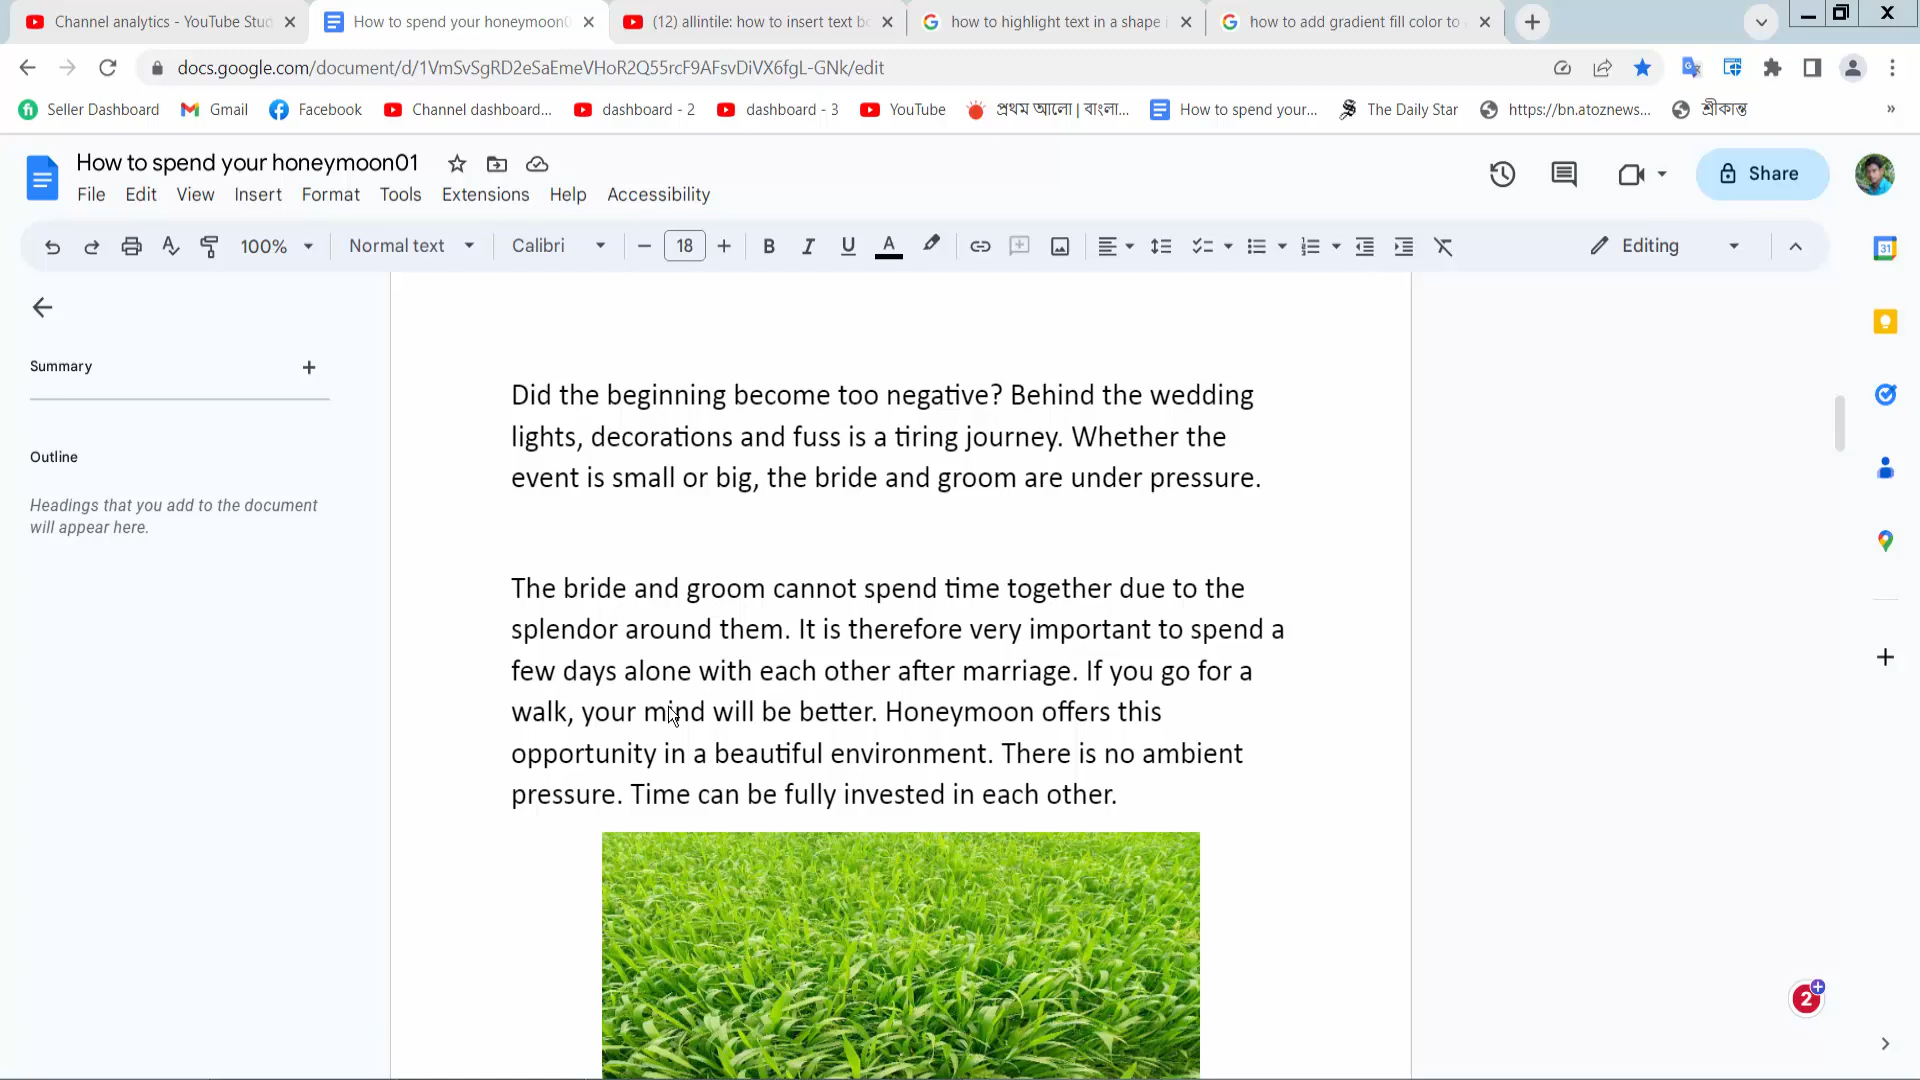 Channel analytics - YouTube Stud
How to spend your honeymoon0
(12) allintile: how to insert text bo
how to highlight text in a shape i
how to add gradient fill color to
docs.google.com/document/d/1VmSvSgRD2eSaEmeVHoR2Q55rcF9AFsvDiVX6fgL-GNk/edit
Seller Dashboard
Gmail
Facebook
Channel dashboard...
dashboard - 2
dashboard - 3
YouTube
প্রথম আলো | বাংলা...
How to spend your...
The Daily Star
https://bn.atoznews...
শ্রীকান্ত
How to spend your honeymoon01
File Edit View Insert Format Tools Extensions Help Accessibility
Share
100% Normal text Calibri 18 B I U A Editing
31
Summary
Outline
Headings that you add to the document
will appear here.
Did the beginning become too negative? Behind the wedding
lights, decorations and fuss is a tiring journey. Whether the
event is small or big, the bride and groom are under pressure.
The bride and groom cannot spend time together due to the
splendor around them. It is therefore very important to spend a
few days alone with each other after marriage. If you go for a
walk, your mind will be better. Honeymoon offers this
opportunity in a beautiful environment. There is no ambient
pressure. Time can be fully invested in each other.
2